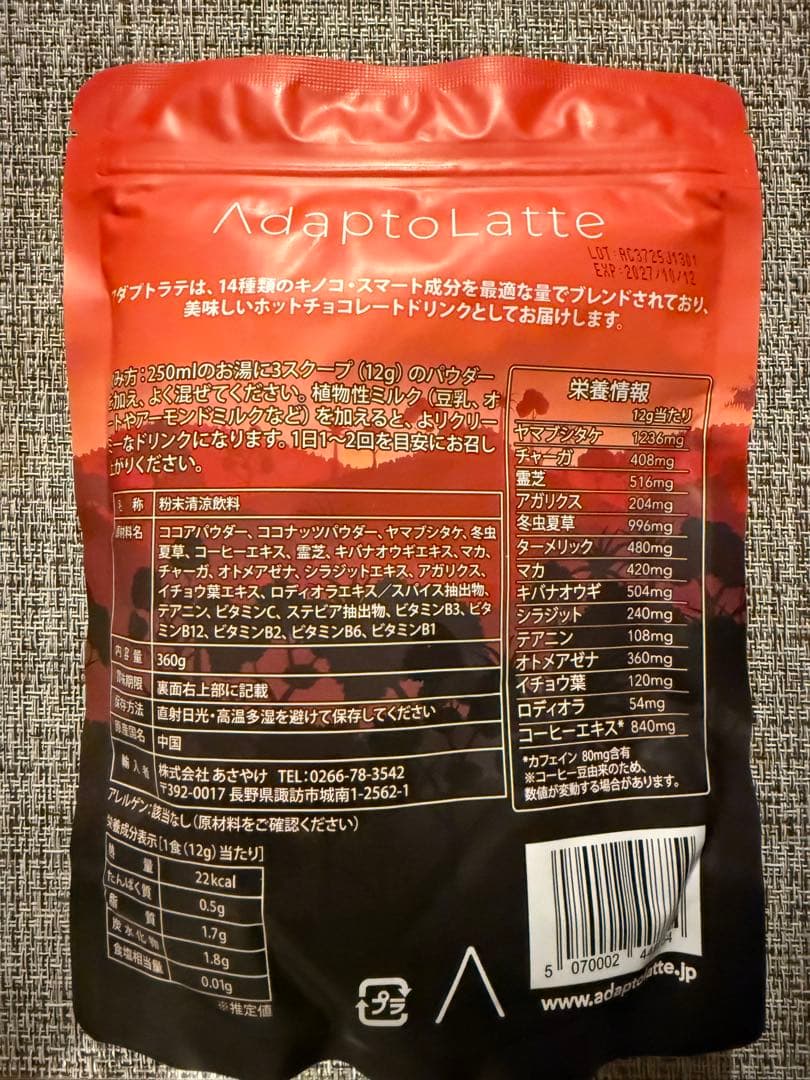 AdaptoLatte
LOT:AC3725J1301
EXP:2027/10/12
ダプトラテは、14種類のキノコ・スマート成分を最適な量でブレンドされており、
美味しいホットチョコレートドリンクとしてお届けします。
み方：250mlのお湯に3スクープ（12g）のパウダー
加え、よく混ぜてください。植物性ミルク（豆乳、オ
ートやアーモンドミルクなど）を加えると、よりクリー
ミーなドリンクになります。1日1〜2回を目安にお召し
上がりください。
名 称 粉末清涼飲料
原材料名 ココアパウダー、ココナッツパウダー、ヤマブシタケ、冬虫
夏草、コーヒーエキス、霊芝、キバナオウギエキス、マカ、
チャーガ、オトメアゼナ、シラジットエキス、アガリクス、
イチョウ葉エキス、ロディオラエキス／スパイス抽出物、
テアニン、ビタミンC、ステビア抽出物、ビタミンB3、ビタ
ミンB12、ビタミンB2、ビタミンB6、ビタミンB1
内容量 360g
賞味期限 裏面右上部に記載
保存方法 直射日光・高温多湿を避けて保存してください
原産国名 中国
輸入者 株式会社 あさやけ TEL：0266-78-3542
〒392-0017 長野県諏訪市城南1-2562-1
アレルゲン：該当なし（原材料をご確認ください）
栄養成分表示［1食（12g）当たり］
熱 量 22kcal
たんぱく質 0.5g
脂 質 1.7g
炭水化物 1.8g
食塩相当量 0.01g
※推定値
栄養情報
12g当たり
ヤマブシタケ 1236mg
チャーガ 408mg
霊芝 516mg
アガリクス 204mg
冬虫夏草 996mg
ターメリック 480mg
マカ 420mg
キバナオウギ 504mg
シラジット 240mg
テアニン 108mg
オトメアゼナ 360mg
イチョウ葉 120mg
ロディオラ 54mg
コーヒーエキス* 840mg
*カフェイン 80mg含有
※コーヒー豆由来のため、
数値が変動する場合があります。
プラ
5 070002
www.adaptolatte.jp